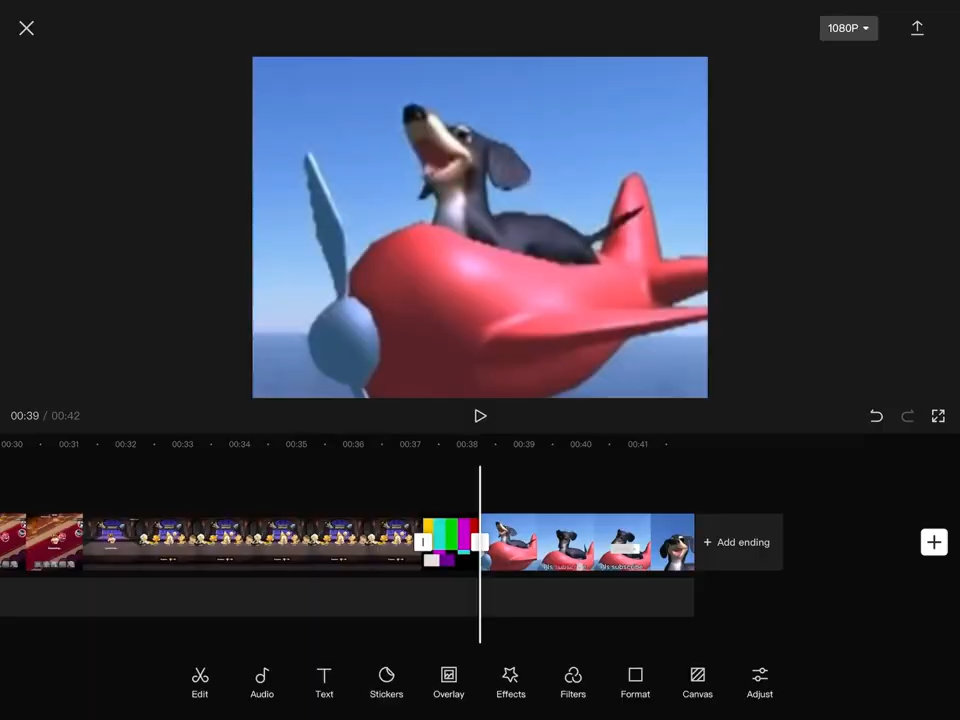 1080P
00:39 / 00:42
00:30 00:31 00:32 00:33 00:34 00:35 00:36 00:37 00:38 00:39 00:40 00:41
+ Add ending
Edit Audio Text Stickers Overlay Effects Filters Format Canvas Adjust